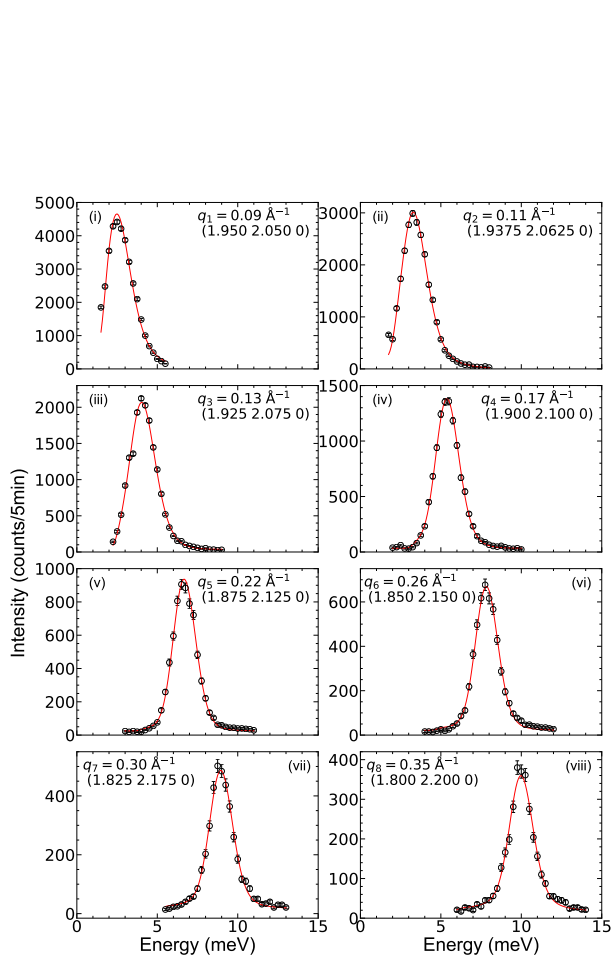 (i) q₁ = 0.09 Å⁻¹
(1.950 2.050 0)
5000
4000
3000
2000
1000
0
(ii) q₂ = 0.11 Å⁻¹
(1.9375 2.0625 0)
3000
2000
1000
0
(iii) q₃ = 0.13 Å⁻¹
(1.925 2.075 0)
2000
1500
1000
500
0
(iv) q₄ = 0.17 Å⁻¹
(1.900 2.100 0)
1500
1000
500
0
Intensity (counts/5min)
(v) q₅ = 0.22 Å⁻¹
(1.875 2.125 0)
1000
800
600
400
200
0
q₆ = 0.26 Å⁻¹ (vi)
(1.850 2.150 0)
600
400
200
0
q₇ = 0.30 Å⁻¹ (vii)
(1.825 2.175 0)
400
200
0
0 5 10 15
Energy (meV)
q₈ = 0.35 Å⁻¹ (viii)
(1.800 2.200 0)
400
300
200
100
0
0 5 10 15
Energy (meV)